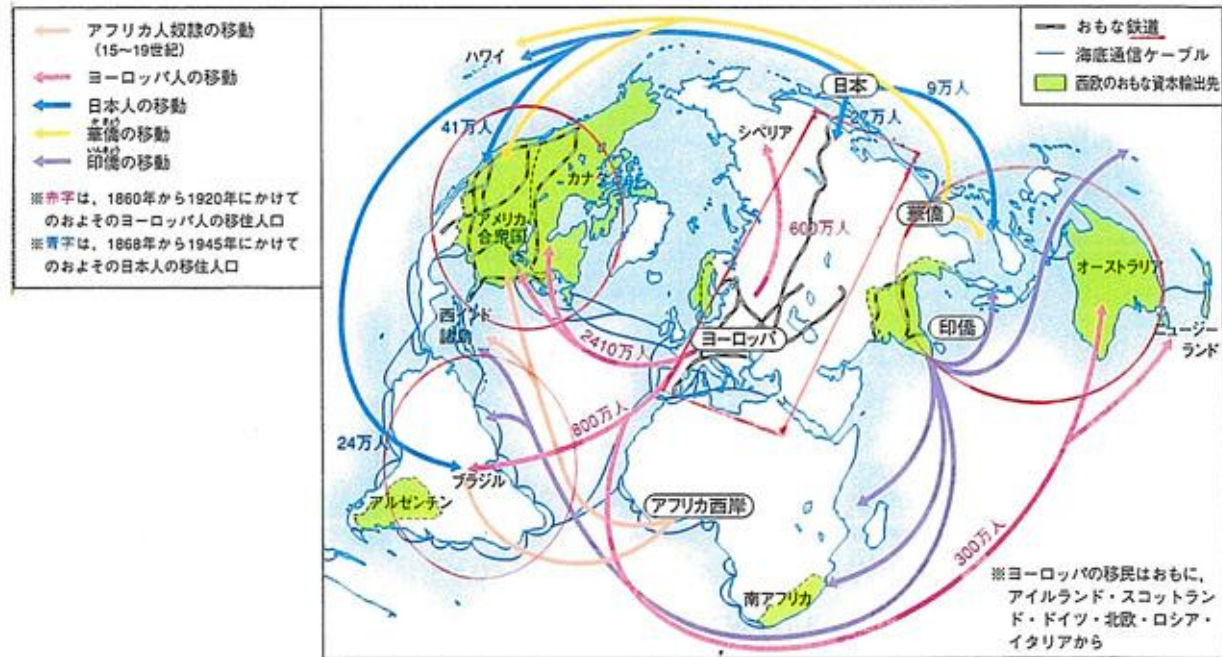 アフリカ人奴隷の移動
(15〜19世紀)
ヨーロッパ人の移動
日本人の移動
かきょう
華僑の移動
いんきょう
印僑の移動
※赤字は，1860年から1920年にかけて
のおよそのヨーロッパ人の移住人口
※青字は，1868年から1945年にかけて
のおよその日本人の移住人口
おもな鉄道
海底通信ケーブル
西欧のおもな資本輸出先
ハワイ
日本
9万人
27万人
41万人
シベリア
カナダ
華僑
アメリカ
合衆国
600万人
オーストラリア
西インド
諸島
ヨーロッパ
印僑
ニュージー
ランド
2410万人
800万人
24万人
ブラジル
アルゼンチン
アフリカ西岸
300万人
南アフリカ
※ヨーロッパの移民はおもに，
アイルランド・スコットラン
ド・ドイツ・北欧・ロシア・
イタリアから